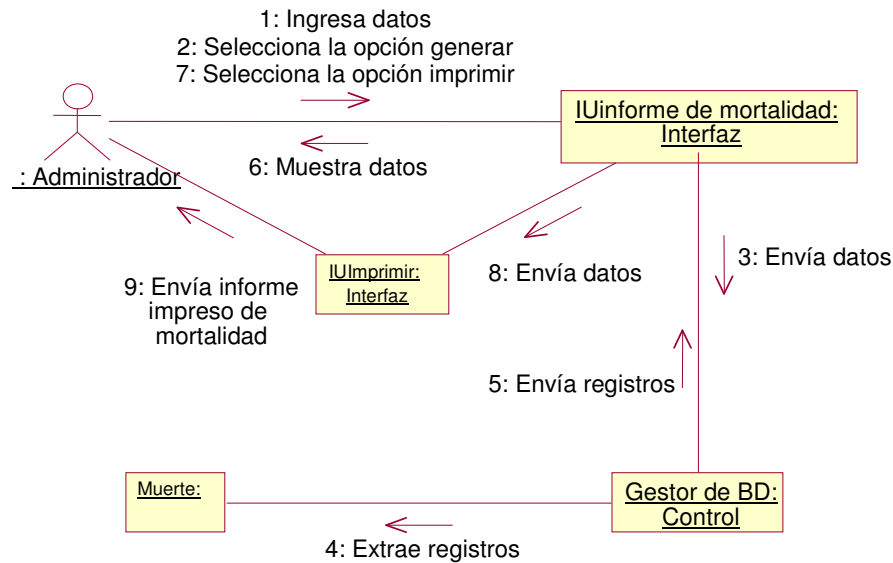 1: Ingresa datos
2: Selecciona la opción generar
7: Selecciona la opción imprimir
IUinforme de mortalidad:
Interfaz
6: Muestra datos
: Administrador
IUImprimir:
Interfaz
8: Envía datos
3: Envía datos
9: Envía informe
impreso de
mortalidad
5: Envía registros
Muerte:
Gestor de BD:
Control
4: Extrae registros